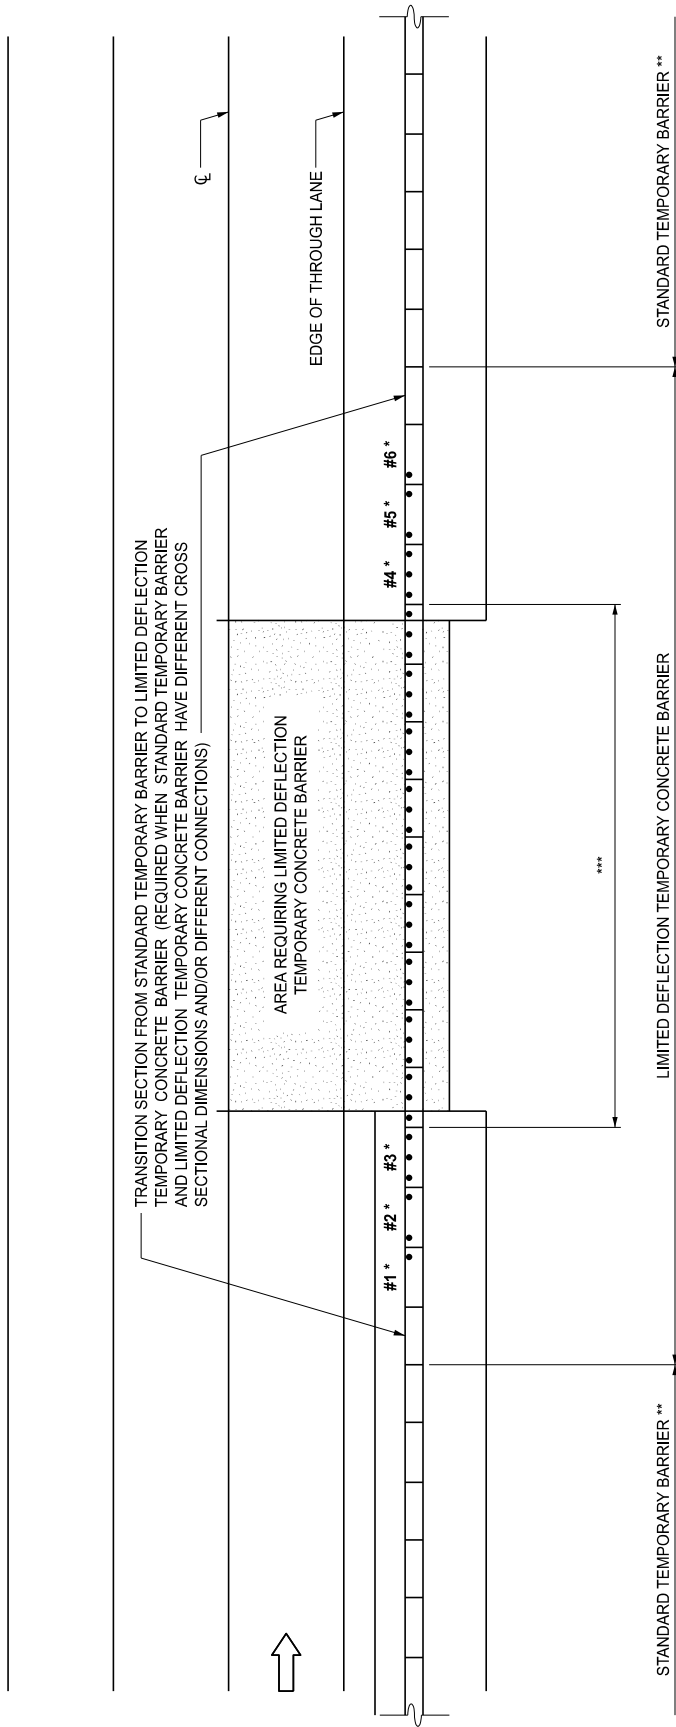 TRANSITION SECTION FROM STANDARD TEMPORARY BARRIER TO LIMITED DEFLECTION
TEMPORARY CONCRETE BARRIER (REQUIRED WHEN STANDARD TEMPORARY BARRIER
AND LIMITED DEFLECTION TEMPORARY CONCRETE BARRIER HAVE DIFFERENT CROSS
SECTIONAL DIMENSIONS AND/OR DIFFERENT CONNECTIONS)
℄
AREA REQUIRING LIMITED DEFLECTION
TEMPORARY CONCRETE BARRIER
EDGE OF THROUGH LANE
#1 *
#2 *
#3 *
#4 *
#5 *
#6 *
***
STANDARD TEMPORARY BARRIER **
LIMITED DEFLECTION TEMPORARY CONCRETE BARRIER
STANDARD TEMPORARY BARRIER **